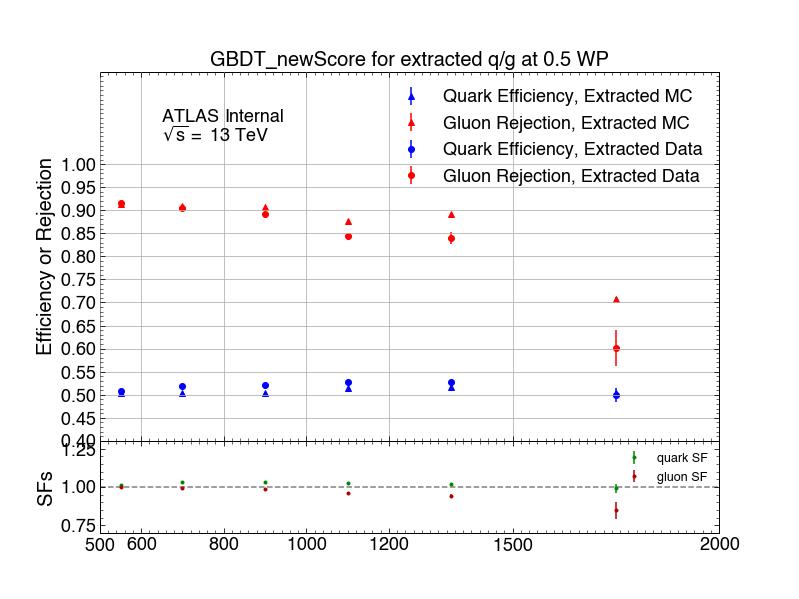 GBDT_newScore for extracted q/g at 0.5 WP
ATLAS Internal
√s = 13 TeV
Quark Efficiency, Extracted MC
Gluon Rejection, Extracted MC
Quark Efficiency, Extracted Data
Gluon Rejection, Extracted Data
Efficiency or Rejection
1.00
0.95
0.90
0.85
0.80
0.75
0.70
0.65
0.60
0.55
0.50
0.45
0.40
SFs
1.25
1.00
0.75
quark SF
gluon SF
500 600 800 1000 1200 1500 2000